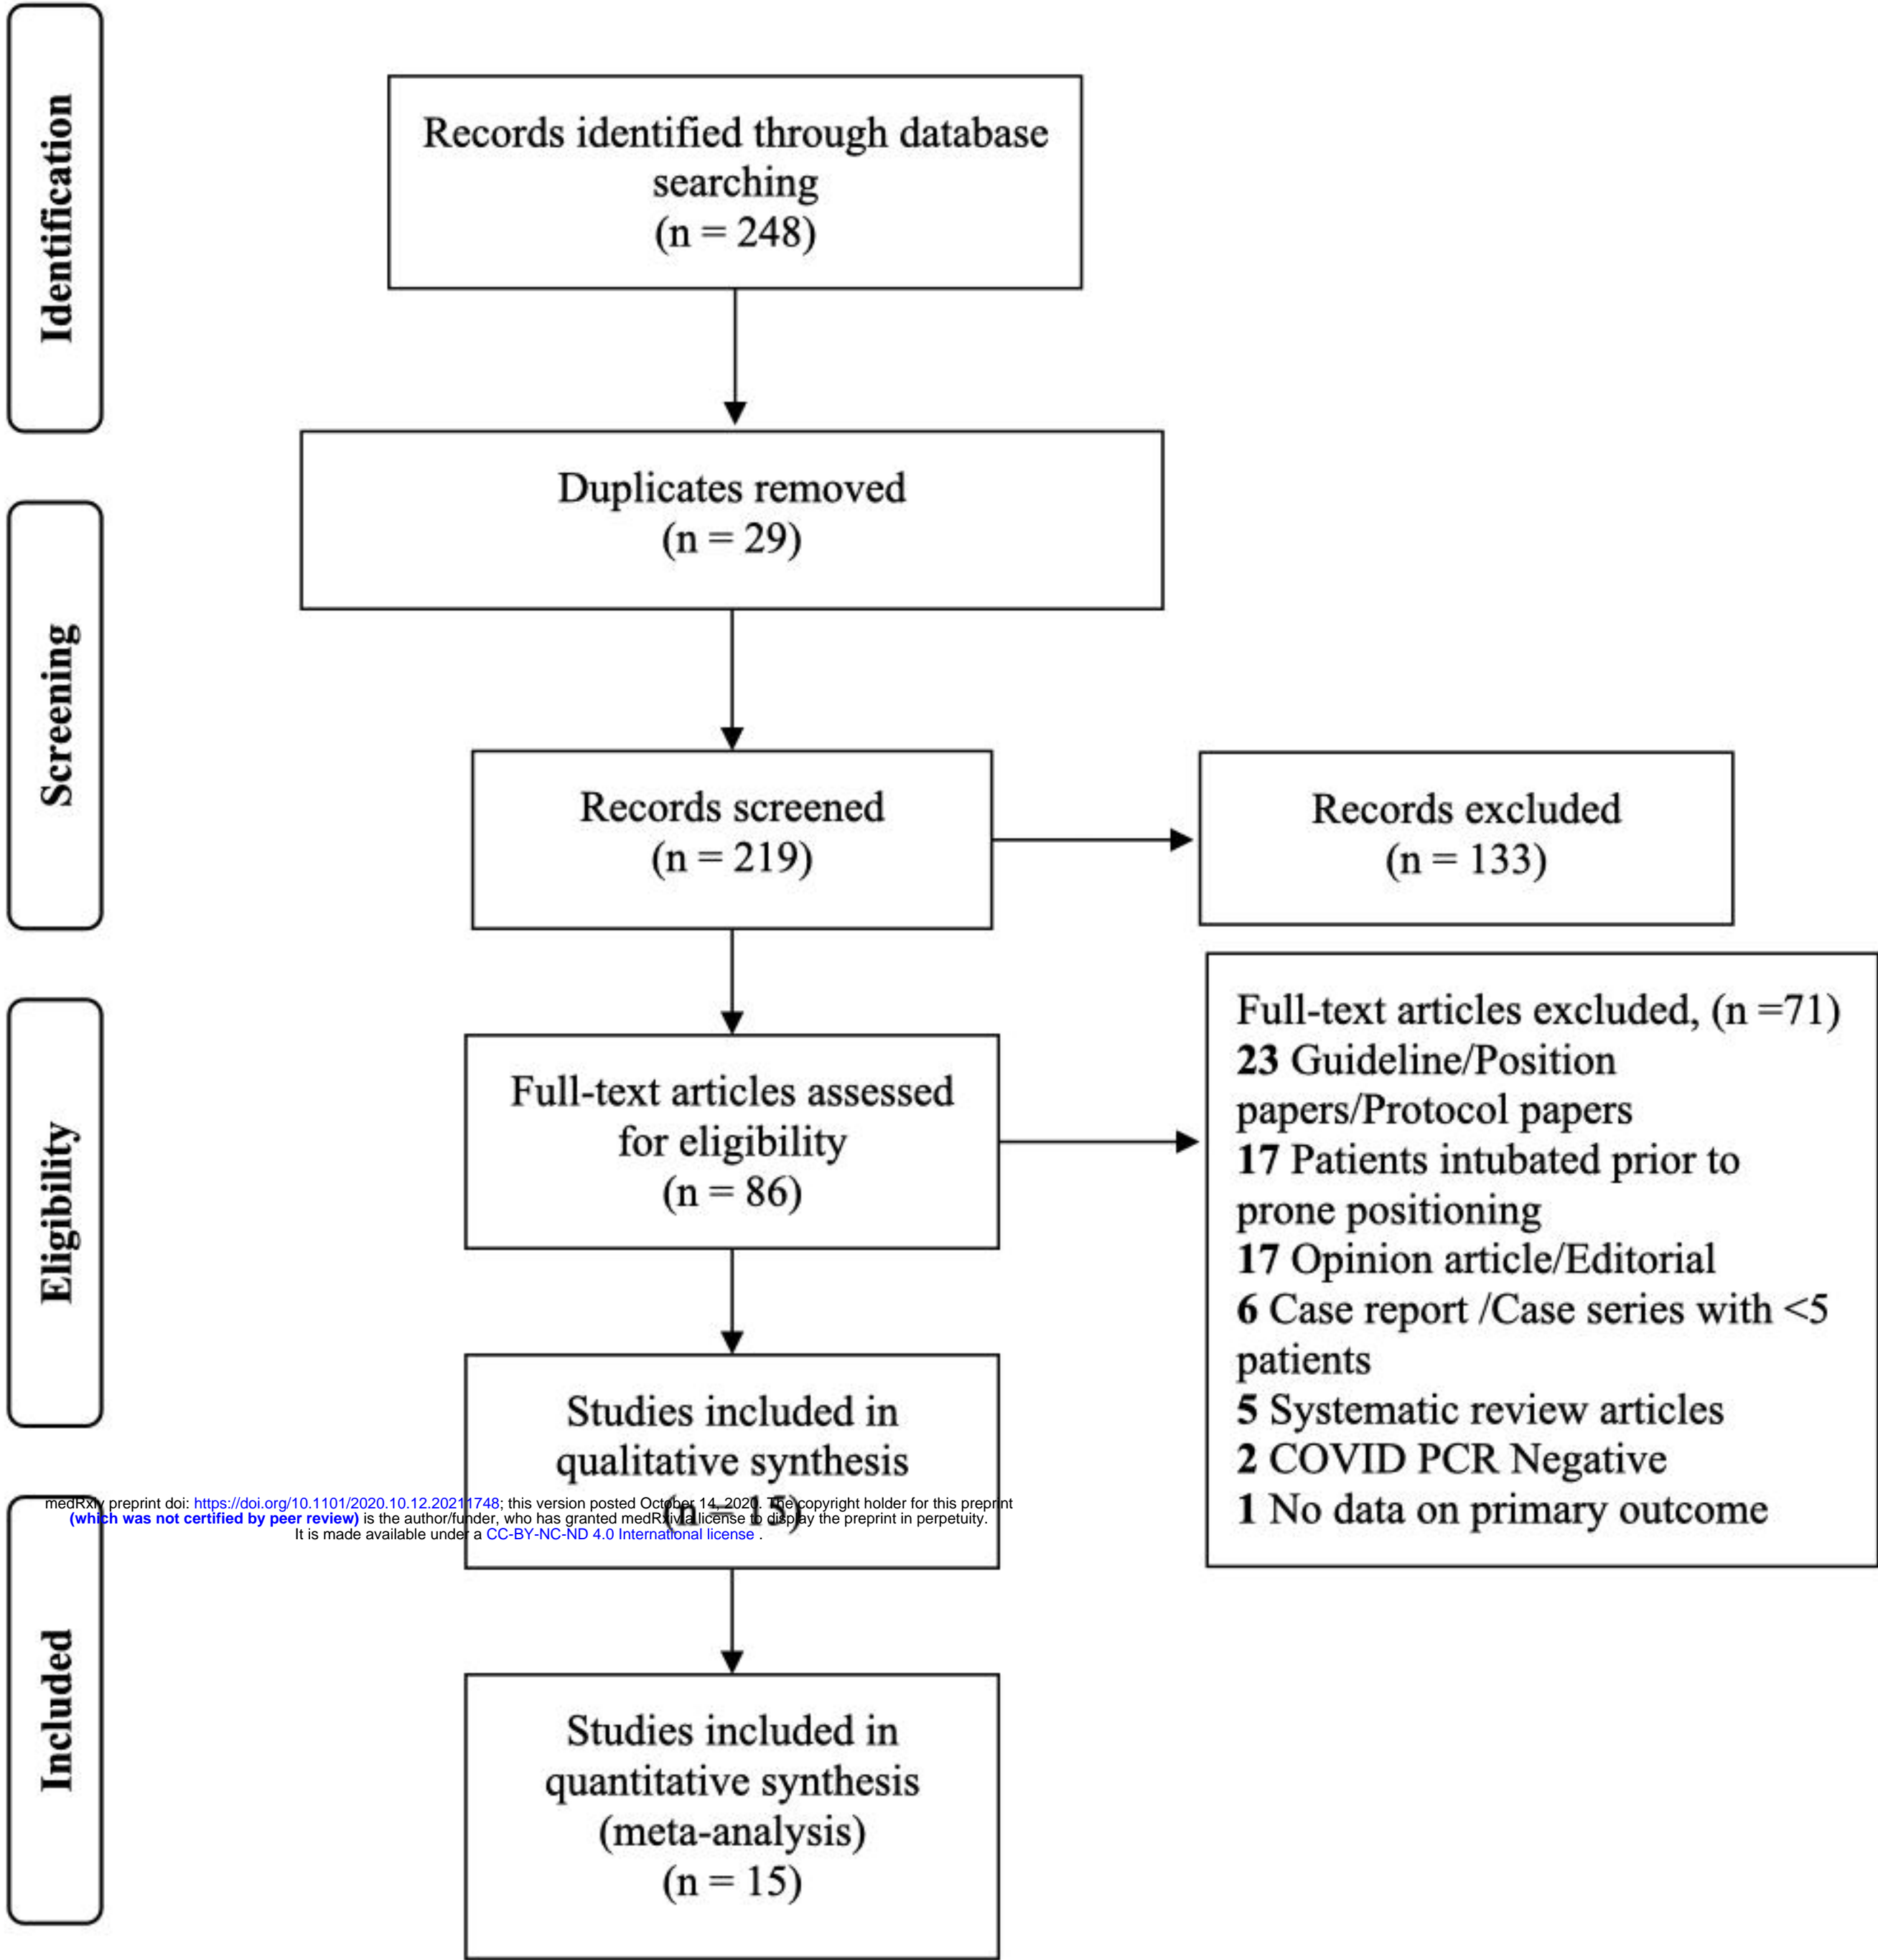 Identification
Records identified through database
searching
(n = 248)
Duplicates removed
(n = 29)
Screening
Records screened
(n = 219)
Records excluded
(n = 133)
Eligibility
Full-text articles assessed
for eligibility
(n = 86)
Full-text articles excluded, (n =71)
23 Guideline/Position
papers/Protocol papers
17 Patients intubated prior to
prone positioning
17 Opinion article/Editorial
6 Case report /Case series with <5
patients
5 Systematic review articles
2 COVID PCR Negative
1 No data on primary outcome
Studies included in
qualitative synthesis
(n = 15)
medRxiv preprint doi: https://doi.org/10.1101/2020.10.12.20211748; this version posted October 14, 2020. The copyright holder for this preprint
(which was not certified by peer review) is the author/funder, who has granted medRxiv a license to display the preprint in perpetuity.
It is made available under a CC-BY-NC-ND 4.0 International license .
Included
Studies included in
quantitative synthesis
(meta-analysis)
(n = 15)